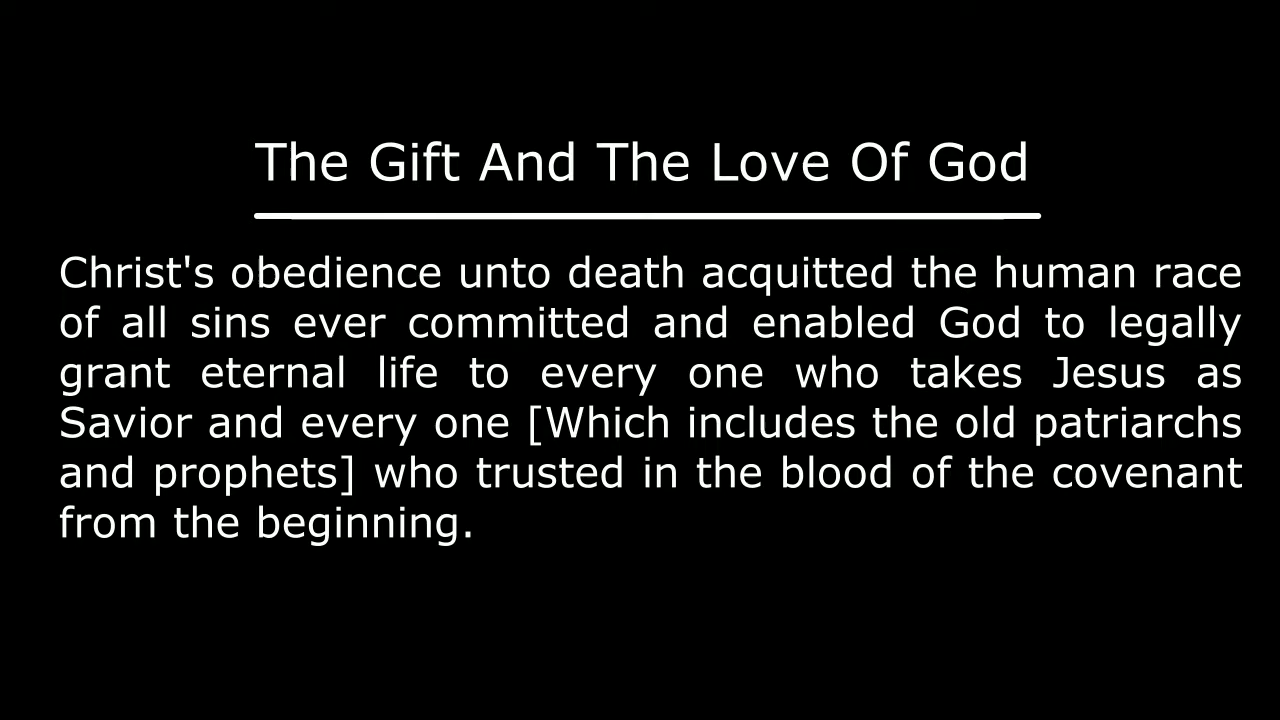 The Gift And The Love Of God
Christ's obedience unto death acquitted the human race
of all sins ever committed and enabled God to legally
grant eternal life to every one who takes Jesus as
Savior and every one [Which includes the old patriarchs
and prophets] who trusted in the blood of the covenant
from the beginning.